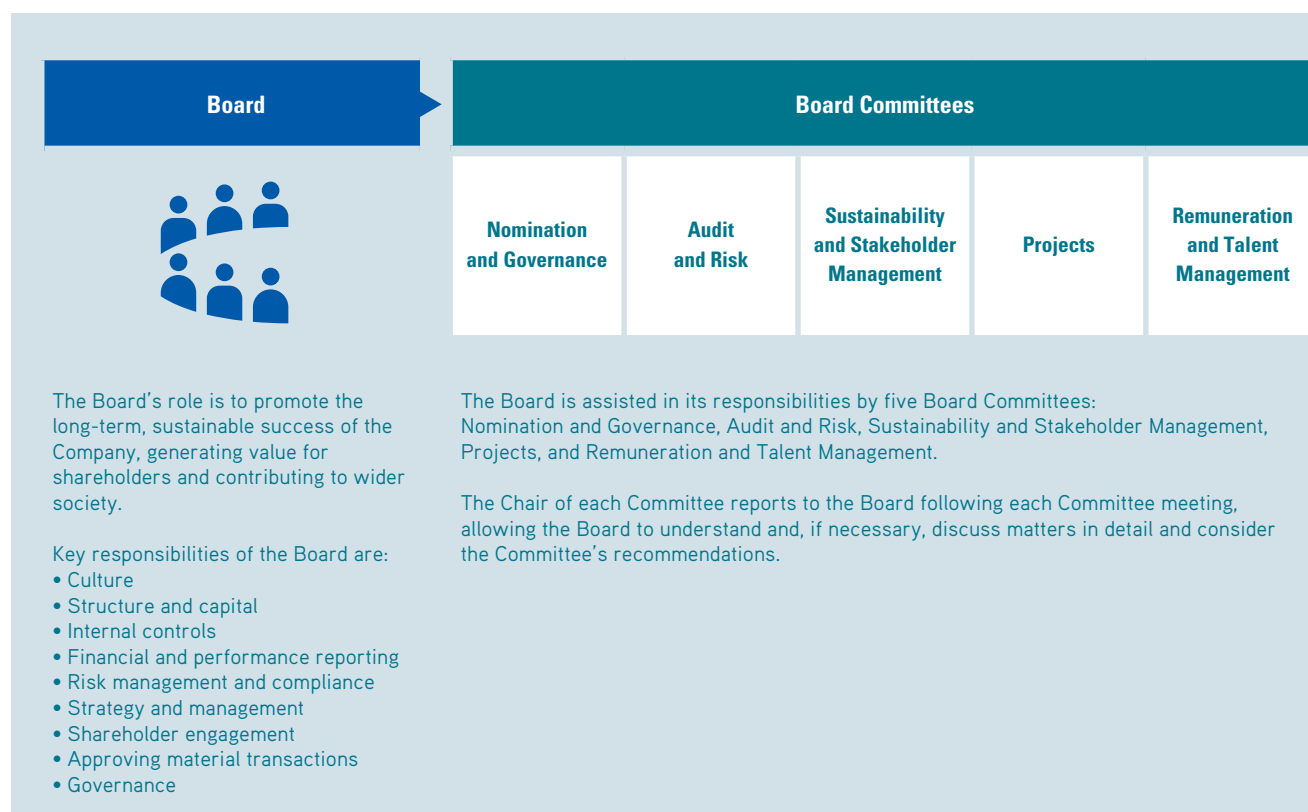 Board
Board Committees
Nomination
and Governance
Audit
and Risk
Sustainability
and Stakeholder
Management
Projects
Remuneration
and Talent
Management
The Board’s role is to promote the
long-term, sustainable success of the
Company, generating value for
shareholders and contributing to wider
society.
Key responsibilities of the Board are:
• Culture
• Structure and capital
• Internal controls
• Financial and performance reporting
• Risk management and compliance
• Strategy and management
• Shareholder engagement
• Approving material transactions
• Governance
The Board is assisted in its responsibilities by five Board Committees:
Nomination and Governance, Audit and Risk, Sustainability and Stakeholder Management,
Projects, and Remuneration and Talent Management.
The Chair of each Committee reports to the Board following each Committee meeting,
allowing the Board to understand and, if necessary, discuss matters in detail and consider
the Committee’s recommendations.